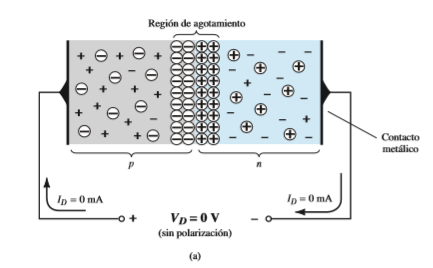 Región de agotamiento
p
n
Contacto
metálico
I_D = 0 mA
I_D = 0 mA
+ V_D = 0 V −
(sin polarización)
(a)